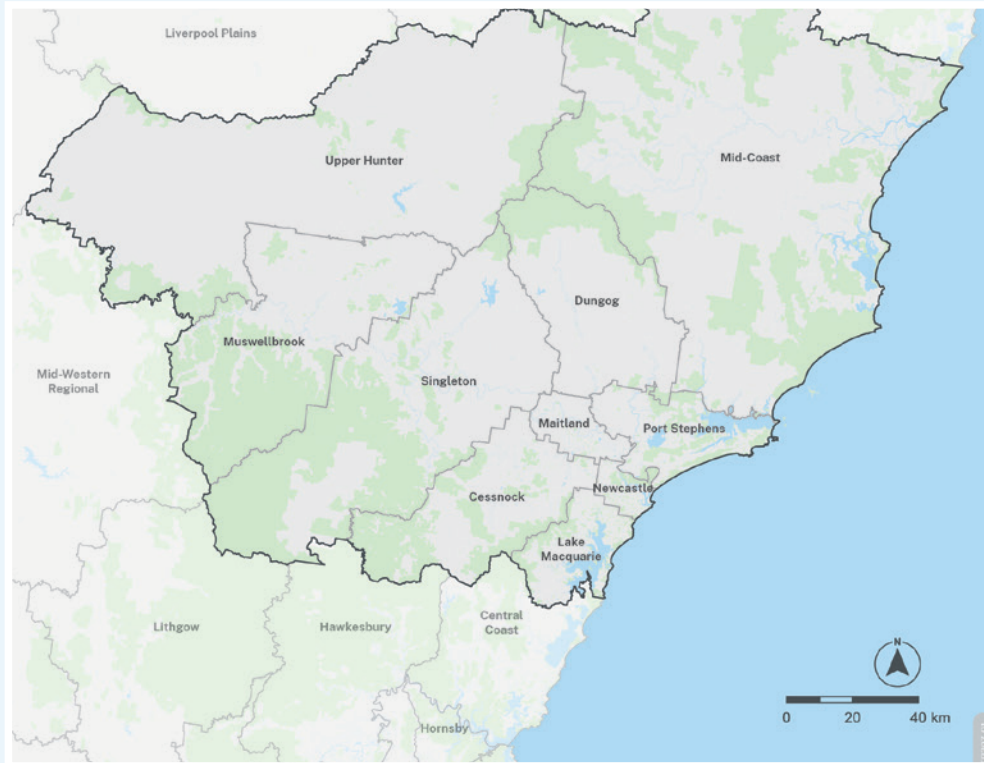 Liverpool Plains
Upper Hunter
Mid-Coast
Dungog
Muswellbrook
Mid-Western
Regional
Singleton
Maitland
Port Stephens
Cessnock
Newcastle
Lake
Macquarie
Central
Coast
Lithgow
Hawkesbury
Hornsby
N
0 20 40 km